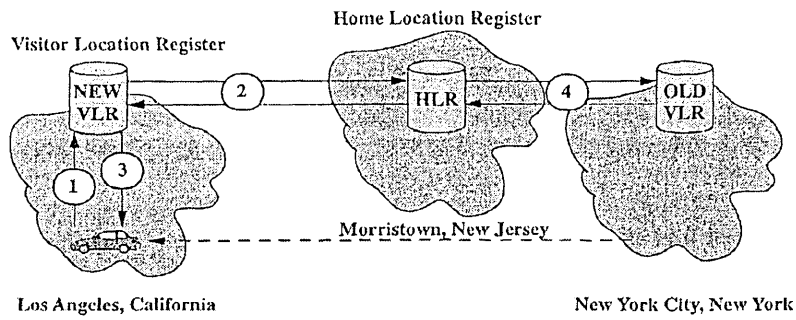 Home Location Register
Visitor Location Register
NEW
VLR
2
HLR
4
OLD
VLR
1
3
Morristown, New Jersey
Los Angeles, California
New York City, New York